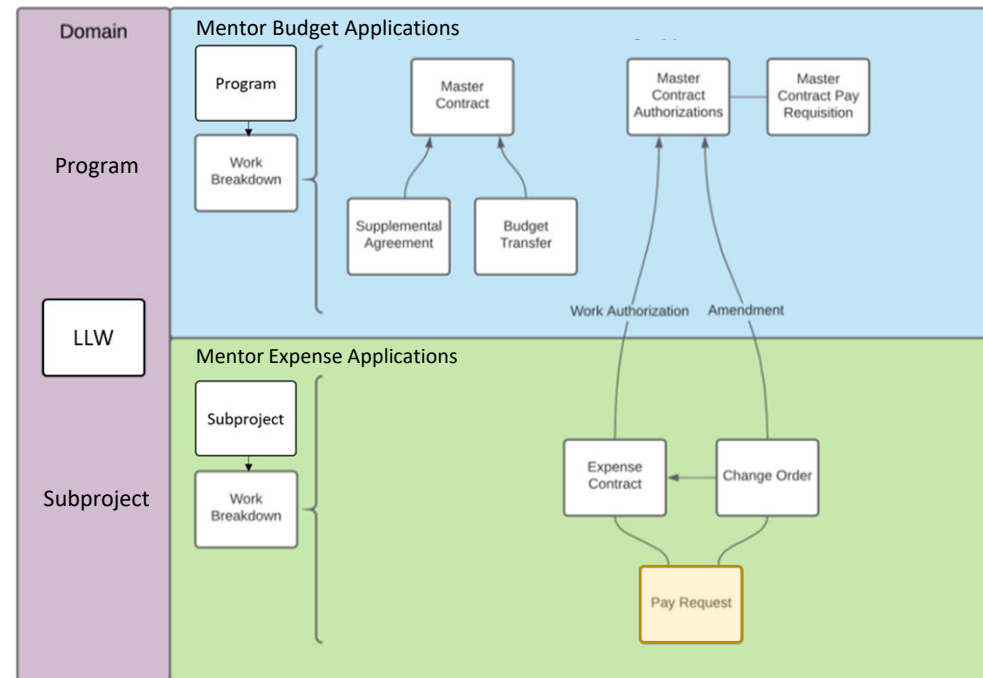 Domain
Program
LLW
Subproject
Mentor Budget Applications
Program
Work
Breakdown
Master
Contract
Supplemental
Agreement
Budget
Transfer
Master
Contract
Authorizations
Master
Contract Pay
Requisition
Work Authorization
Amendment
Mentor Expense Applications
Subproject
Work
Breakdown
Expense
Contract
Change Order
Pay Request